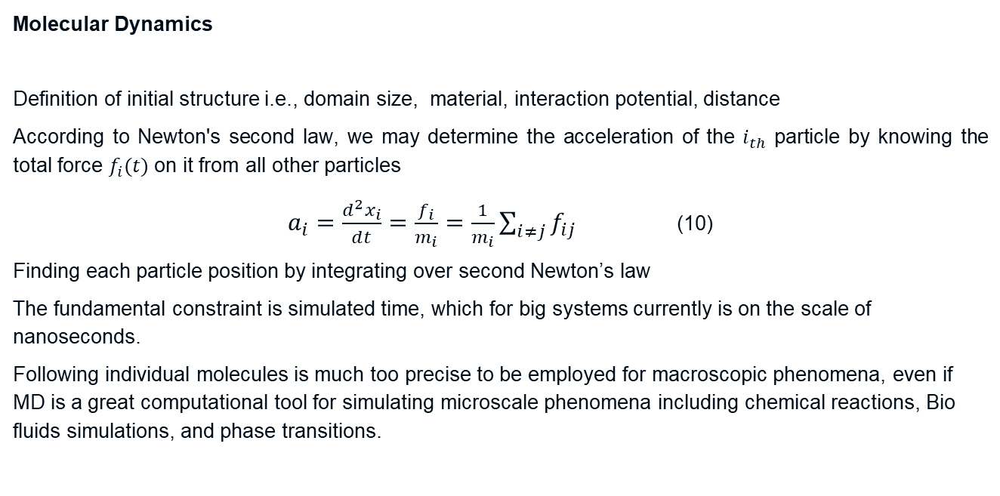 Molecular Dynamics
Definition of initial structure i.e., domain size,  material, interaction potential, distance
According to Newton's second law, we may determine the acceleration of the i_{th} particle by knowing the
total force f_i(t) on it from all other particles
a_i = \frac{d^2 x_i}{dt} = \frac{f_i}{m_i} = \frac{1}{m_i} \sum_{i \neq j} f_{ij} (10)
Finding each particle position by integrating over second Newton’s law
The fundamental constraint is simulated time, which for big systems currently is on the scale of
nanoseconds.
Following individual molecules is much too precise to be employed for macroscopic phenomena, even if
MD is a great computational tool for simulating microscale phenomena including chemical reactions, Bio
fluids simulations, and phase transitions.